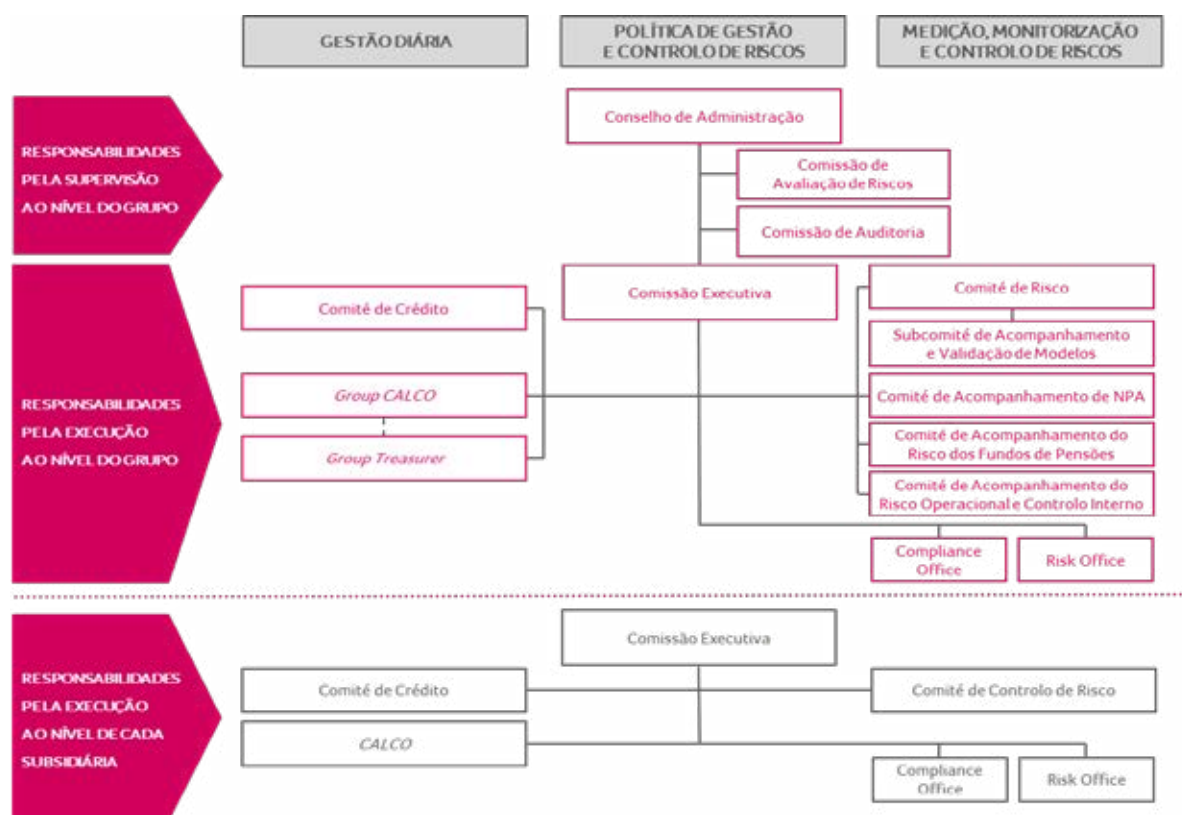 GESTÃO DIÁRIA
POLÍTICA DE GESTÃO
E CONTROLO DE RISCOS
MEDIÇÃO, MONITORIZAÇÃO
E CONTROLO DE RISCOS
RESPONSABILIDADES
PELA SUPERVISÃO
AO NÍVEL DO GRUPO
Conselho de Administração
Comissão de
Avaliação de Riscos
Comissão de Auditoria
RESPONSABILIDADES
PELA EXECUÇÃO
AO NÍVEL DO GRUPO
Comité de Crédito
Group CALCO
Group Treasurer
Comissão Executiva
Comité de Risco
Subcomité de Acompanhamento
e Validação de Modelos
Comité de Acompanhamento de NPA
Comité de Acompanhamento do
Risco dos Fundos de Pensões
Comité de Acompanhamento do
Risco Operacional e Controlo Interno
Compliance
Office
Risk Office
RESPONSABILIDADES
PELA EXECUÇÃO
AO NÍVEL DE CADA
SUBSIDIÁRIA
Comissão Executiva
Comité de Crédito
CALCO
Comité de Controlo de Risco
Compliance
Office
Risk Office